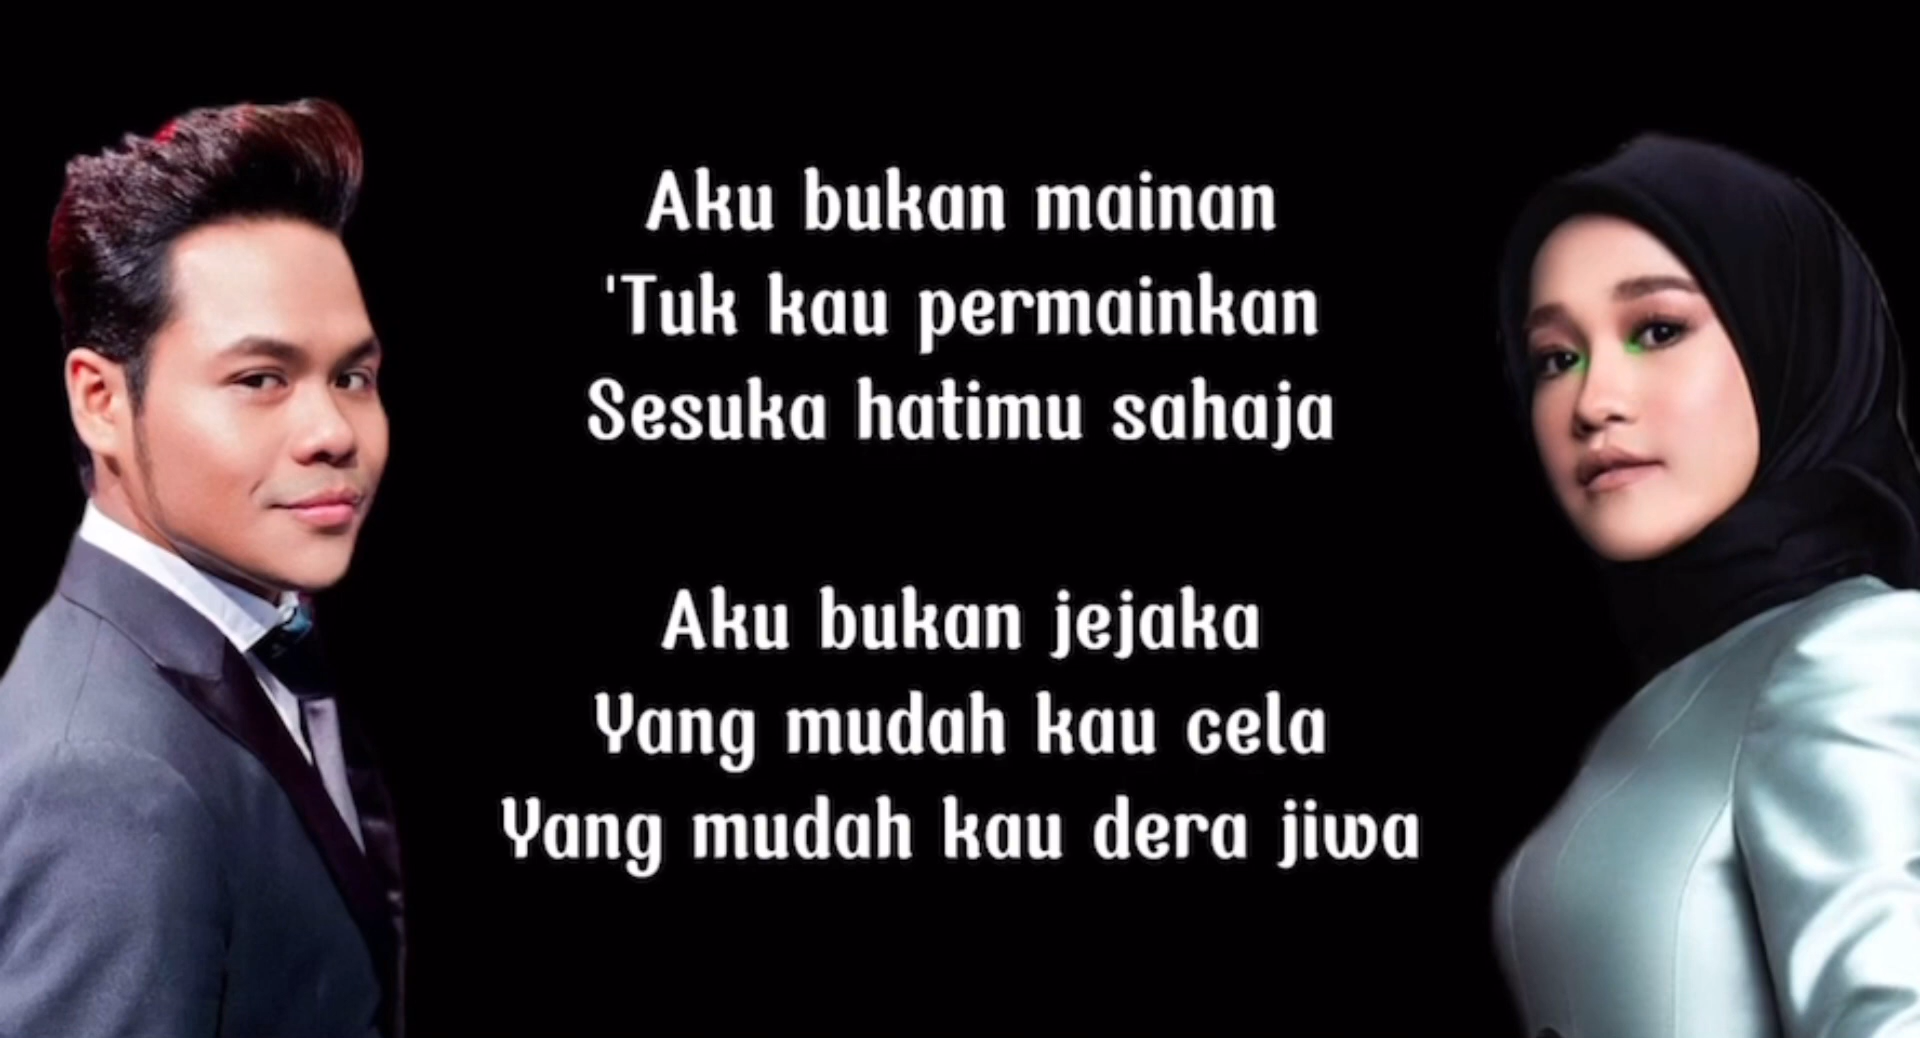 Aku bukan mainan
'Tuk kau permainkan
Sesuka hatimu sahaja
Aku bukan jejaka
Yang mudah kau cela
Yang mudah kau dera jiwa